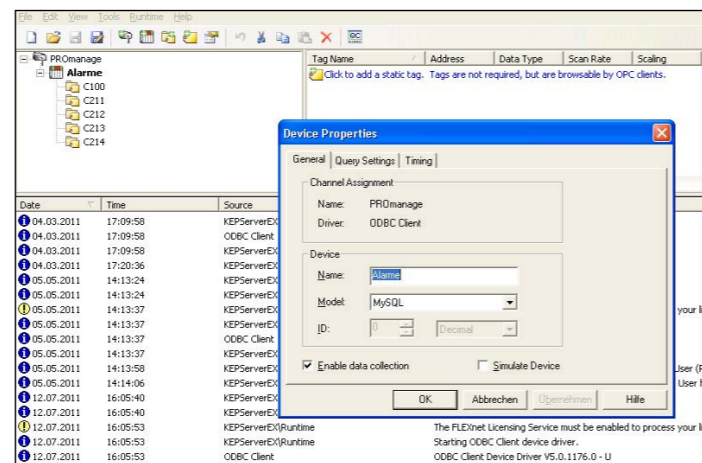 File Edit View Tools Runtime Help
PROmanage
Alarme
C100
C211
C212
C213
C214
Tag Name Address Data Type Scan Rate Scaling
Click to add a static tag. Tags are not required, but are browsable by OPC clients.
Device Properties
General Query Settings Timing
Channel Assignment
Name: PROmanage
Driver: ODBC Client
Device
Name: Alarme
Model: MySQL
ID: 0 Decimal
Enable data collection Simulate Device
OK Abbrechen Übernehmen Hilfe
Date Time Source
04.03.2011 17:09:58 KEPServerEX
04.03.2011 17:09:58 ODBC Client
04.03.2011 17:09:58 KEPServerEX
04.03.2011 17:20:36 KEPServerEX
05.05.2011 14:13:24 KEPServerEX
05.05.2011 14:13:24 KEPServerEX
05.05.2011 14:13:37 KEPServerEX your li
05.05.2011 14:13:37 KEPServerEX
05.05.2011 14:13:37 ODBC Client
05.05.2011 14:13:37 KEPServerEX
05.05.2011 14:13:58 KEPServerEX User (P
05.05.2011 14:14:06 KEPServerEX User h
12.07.2011 16:05:40 KEPServerEX
12.07.2011 16:05:40 KEPServerEX
12.07.2011 16:05:53 KEPServerEX\Runtime The FLEXnet Licensing Service must be enabled to process your li
12.07.2011 16:05:53 KEPServerEX\Runtime Starting ODBC Client device driver.
12.07.2011 16:05:53 ODBC Client ODBC Client Device Driver V5.0.1176.0 - U